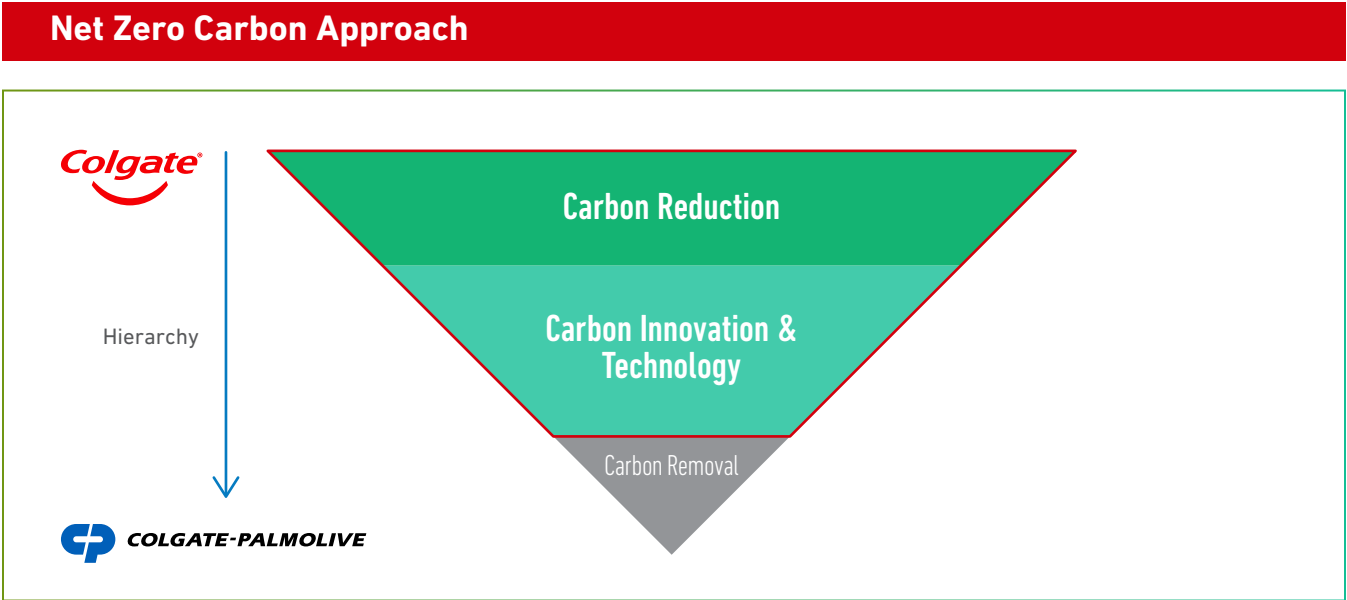 Net Zero Carbon Approach
Colgate®
Carbon Reduction
Hierarchy
Carbon Innovation &
Technology
Carbon Removal
COLGATE-PALMOLIVE